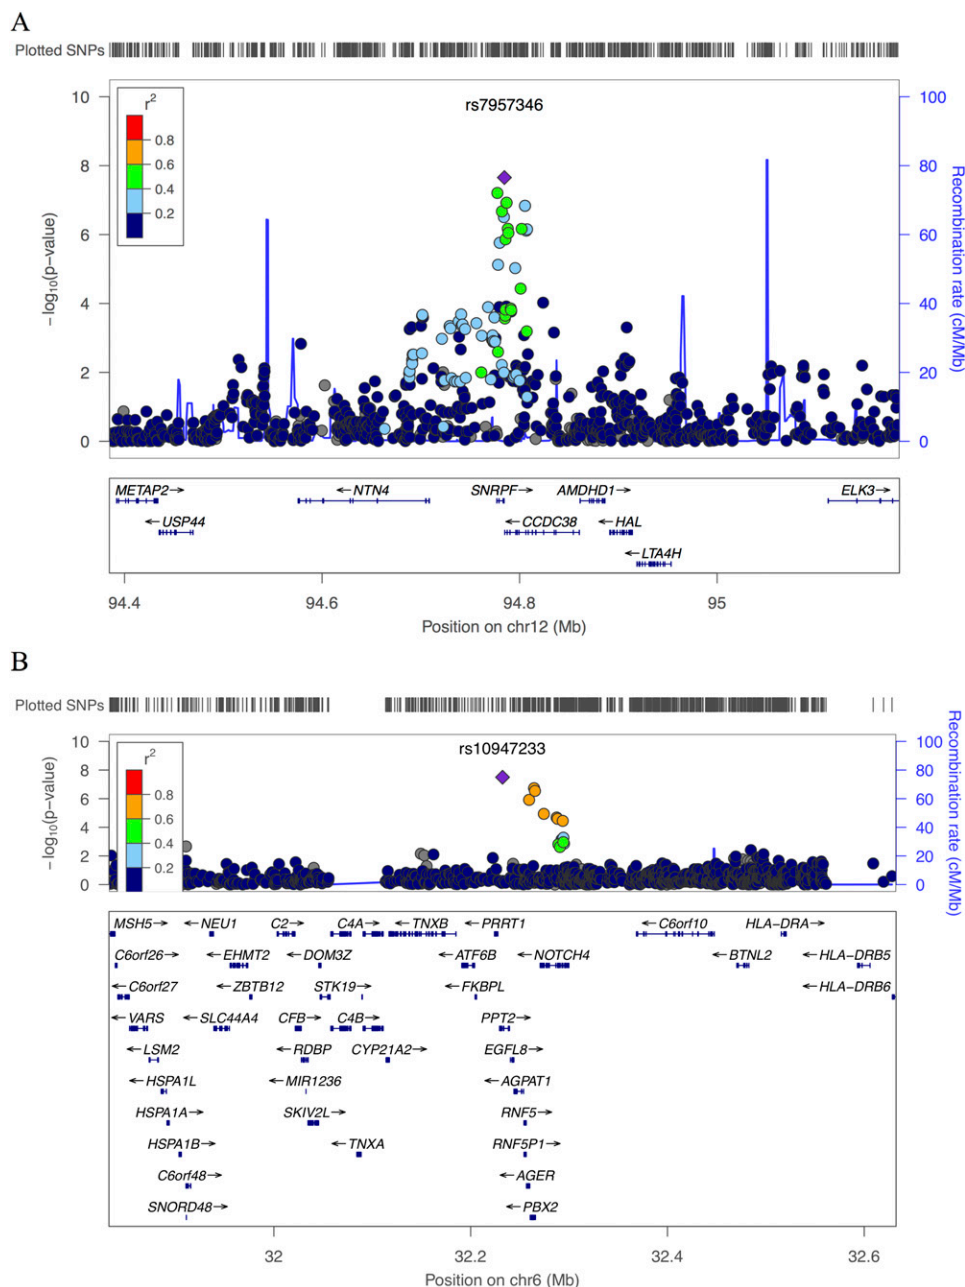 A
Plotted SNPs
10
8
6
4
2
0
− log10(p−value)
r2
0.8
0.6
0.4
0.2
rs7957346
100
80
60
40
20
0
Recombination rate (cM/Mb)
METAP2→ ←NTN4 SNRPF→ AMDHD1→ ELK3→
←USP44 ←CCDC38 ←HAL
←LTA4H
94.4 94.6 94.8 95
Position on chr12 (Mb)
B
Plotted SNPs
10
8
6
4
2
0
− log10(p−value)
r2
0.8
0.6
0.4
0.2
rs10947233
100
80
60
40
20
0
Recombination rate (cM/Mb)
MSH5→ ←NEU1 C2→ C4A→ ←TNXB ←PRRT1 ←C6orf10 HLA−DRA→
C6orf26→ ←EHMT2 ←DOM3Z ←ATF6B ←NOTCH4 ←BTNL2 ←HLA−DRB5
←C6orf27 ←ZBTB12 STK19→ ←FKBPL ←HLA−DRB6
←VARS ←SLC44A4 CFB→ C4B→ PPT2→
←LSM2 ←RDBP CYP21A2→ EGFL8→
←HSPA1L ←MIR1236 ←AGPAT1
HSPA1A→ SKIV2L→ RNF5→
HSPA1B→ ←TNXA RNF5P1→
C6orf48→ ←AGER
SNORD48→ ←PBX2
32 32.2 32.4 32.6
Position on chr6 (Mb)